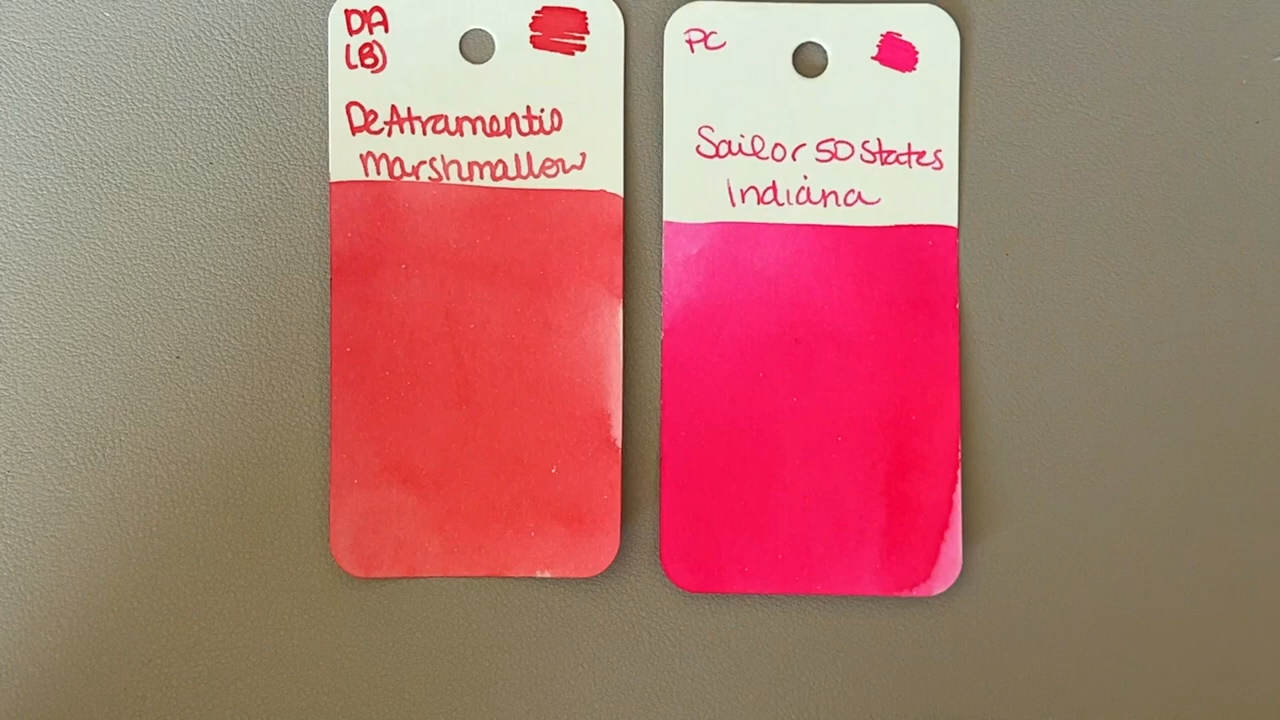 DA
(B)
DeAtramentis
Marshmallow
PC
Sailor 50 States
Indiana